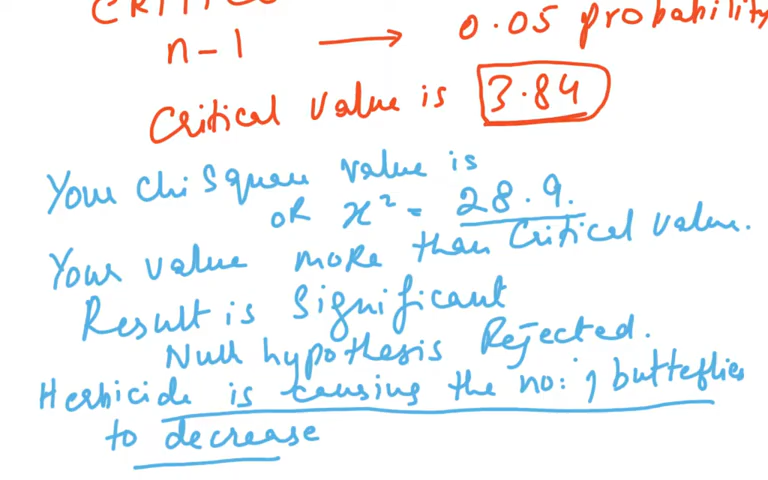 CRITIC
n-1 → 0.05 probability
Critical value is 3.84
Your Chi Square value is
OR x² = 28.9.
Your value more than Critical value.
Result is Significant
Null hypothesis Rejected.
Herbicide is causing the no: of butterflies
to decrease